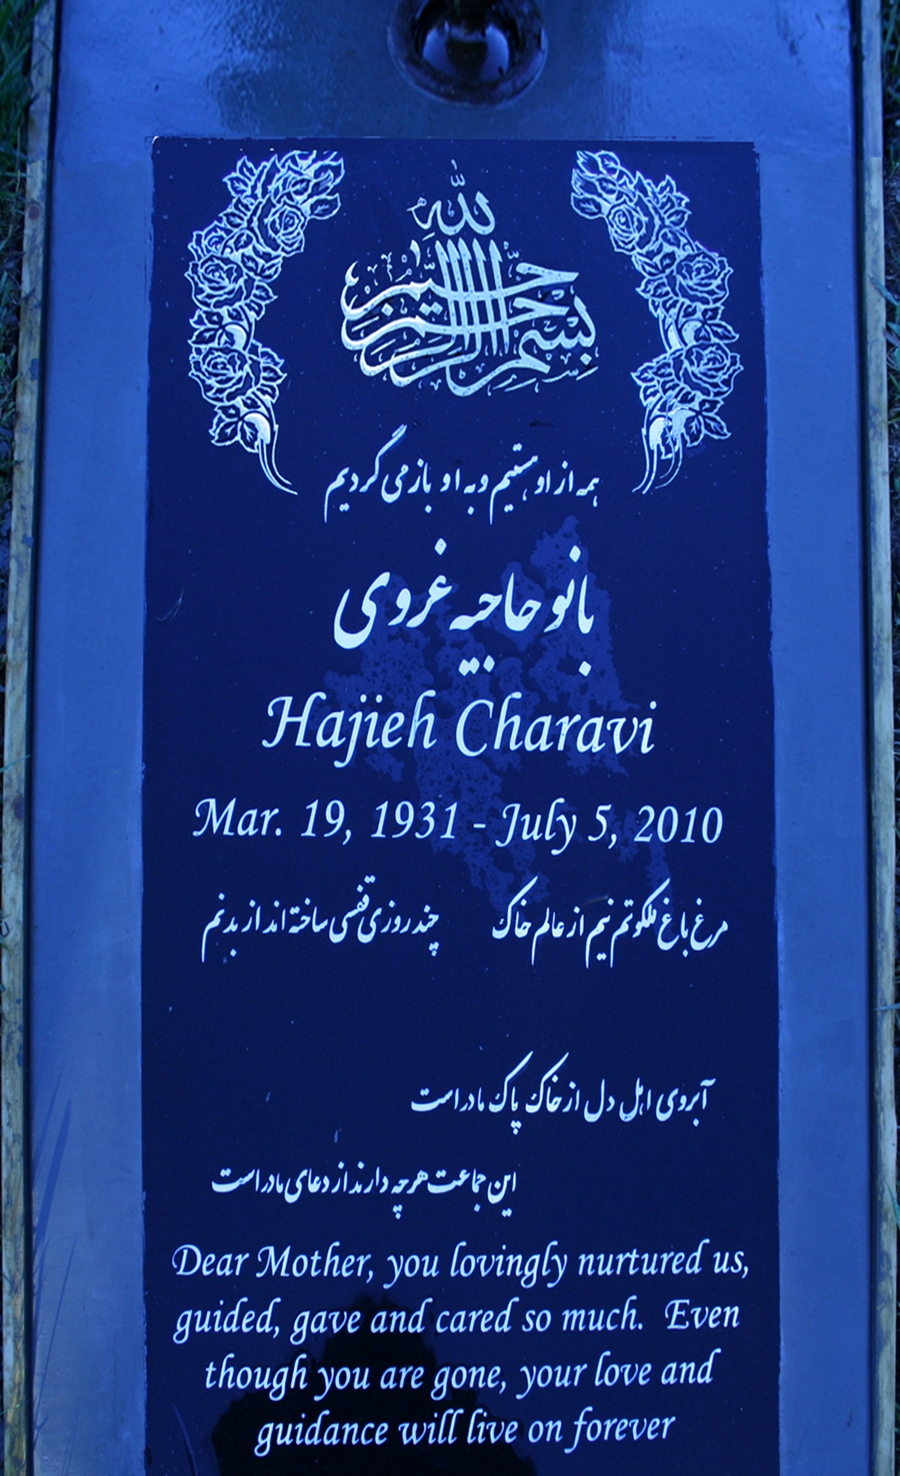 بسم الله الرحمن الرحيم
همه از او هستیم و به او باز می گردیم
بانو حاجیه غروی
Hajieh Charavi
Mar. 19, 1931 - July 5, 2010
مرغ باغ ملکوتم نیم از عالم خاک چند روزی قفسی ساخته اند از بدنم
آبروی اهل دل از خاک پاک مادر است
این جماعت هرچه دارند از دعای مادر است
Dear Mother, you lovingly nurtured us,
guided, gave and cared so much. Even
though you are gone, your love and
guidance will live on forever